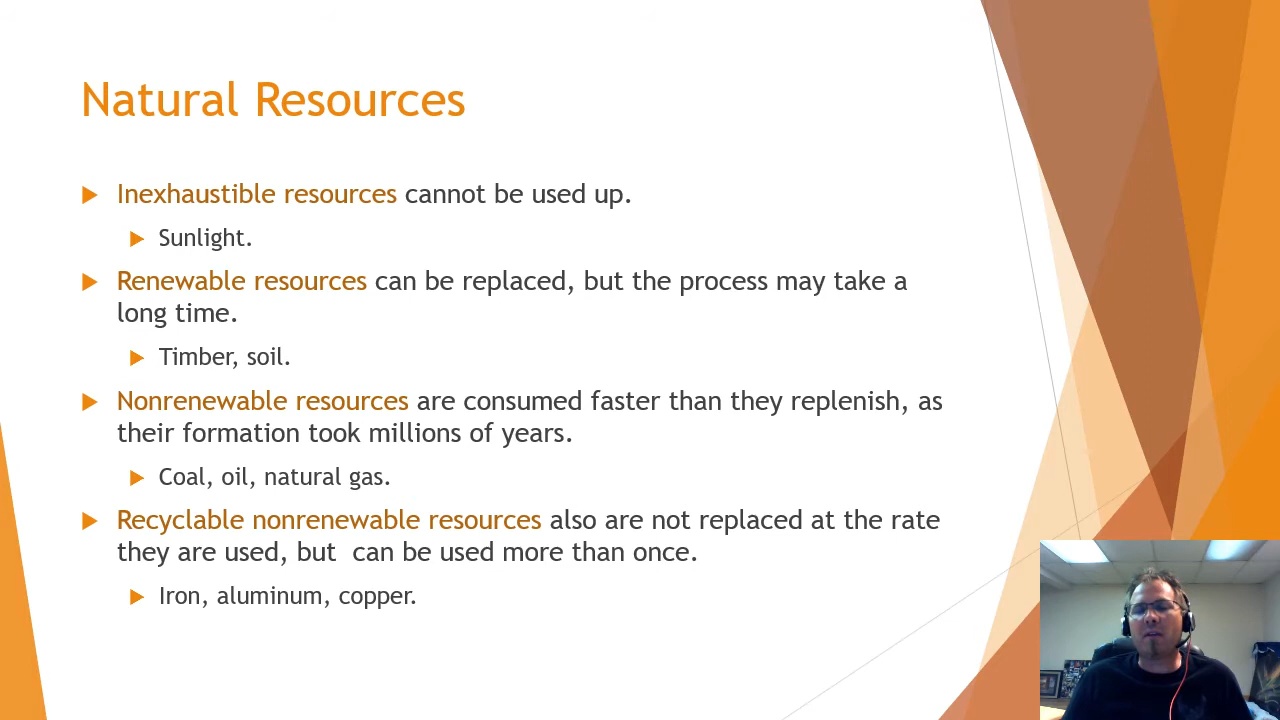 Natural Resources
Inexhaustible resources cannot be used up.
Sunlight.
Renewable resources can be replaced, but the process may take a
long time.
Timber, soil.
Nonrenewable resources are consumed faster than they replenish, as
their formation took millions of years.
Coal, oil, natural gas.
Recyclable nonrenewable resources also are not replaced at the rate
they are used, but  can be used more than once.
Iron, aluminum, copper.